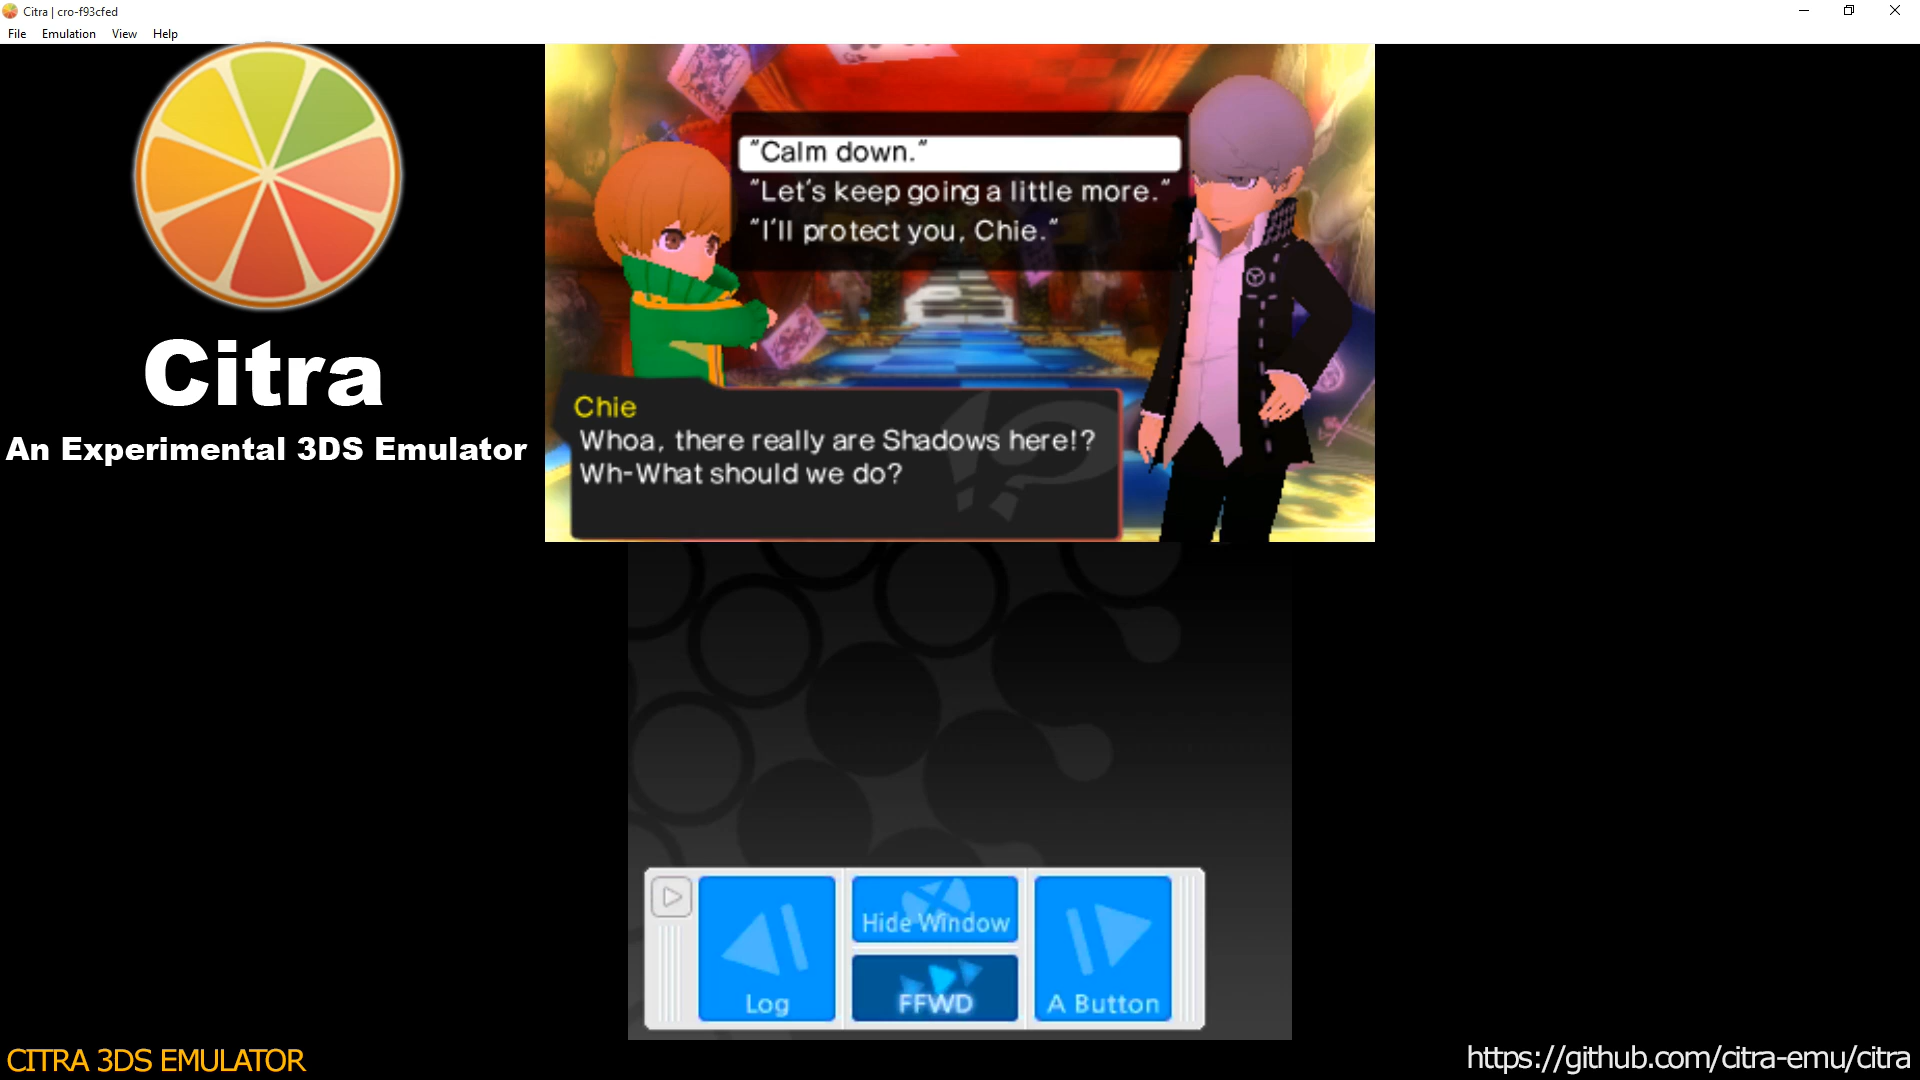 Citra | cro-f93cfed
File Emulation View Help
Citra
An Experimental 3DS Emulator
"Calm down."
"Let's keep going a little more."
"I'll protect you, Chie."
Chie
Whoa, there really are Shadows here!?
Wh-What should we do?
Hide Window
Log
FFWD
A Button
CITRA 3DS EMULATOR
https://github.com/citra-emu/citra